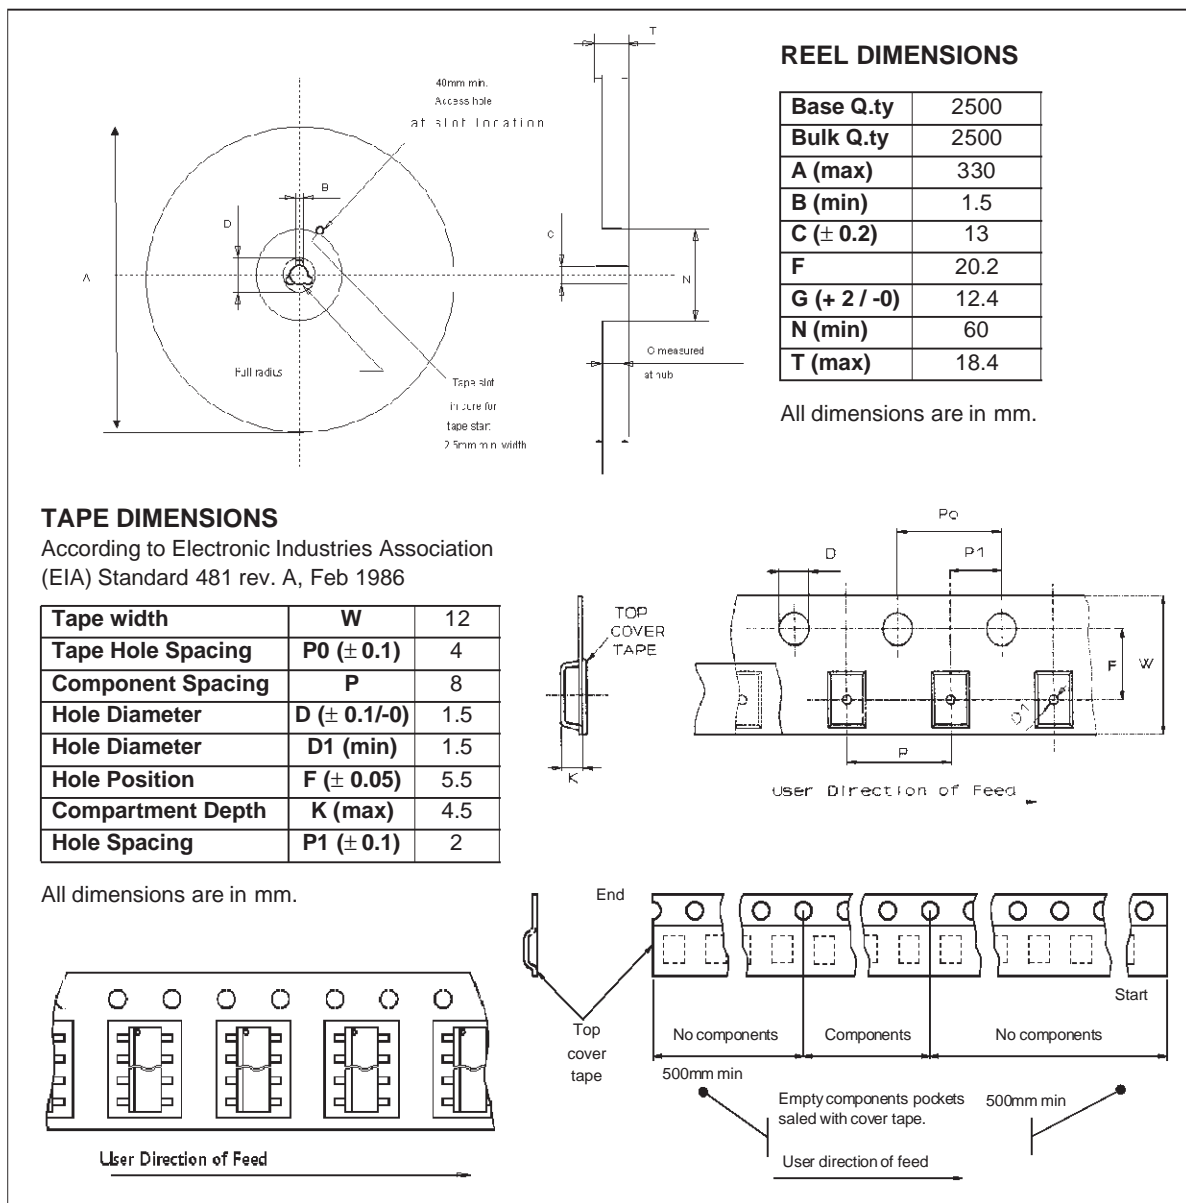 T
40mm min.
Access hole
at slot location
B
D
A
C
N
Full radius
Tape slot
in core for
tape start
2.5mm min. width
G measured
at hub
REEL DIMENSIONS
Base Q.ty 2500
Bulk Q.ty 2500
A (max) 330
B (min) 1.5
C (± 0.2) 13
F 20.2
G (+ 2 / -0) 12.4
N (min) 60
T (max) 18.4
All dimensions are in mm.
TAPE DIMENSIONS
According to Electronic Industries Association
(EIA) Standard 481 rev. A, Feb 1986
Tape width W 12
Tape Hole Spacing P0 (± 0.1) 4
Component Spacing P 8
Hole Diameter D (± 0.1/-0) 1.5
Hole Diameter D1 (min) 1.5
Hole Position F (± 0.05) 5.5
Compartment Depth K (max) 4.5
Hole Spacing P1 (± 0.1) 2
All dimensions are in mm.
TOP
COVER
TAPE
K
Po
D
P1
F
W
D1
P
User Direction of Feed
User Direction of Feed
End
Start
Top
cover
tape
No components
Components
No components
500mm min
Empty components pockets
saled with cover tape.
500mm min
User direction of feed